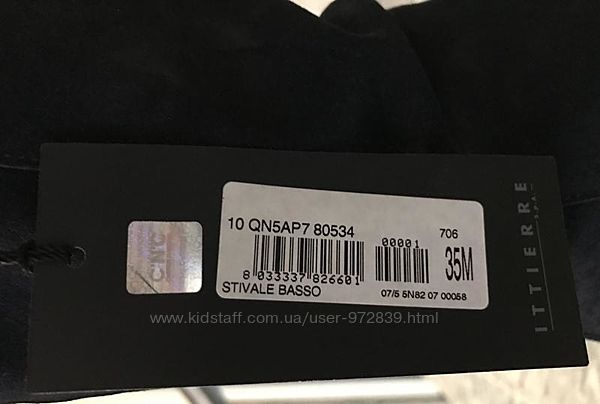 10 QN5AP7 80534
00001
706
8 033337 826601
35M
STIVALE BASSO
07/5 5N82 07 00058
C'N'C
ITTIERRE
S.P.A.
www.kidstaff.com.ua/user-972839.html